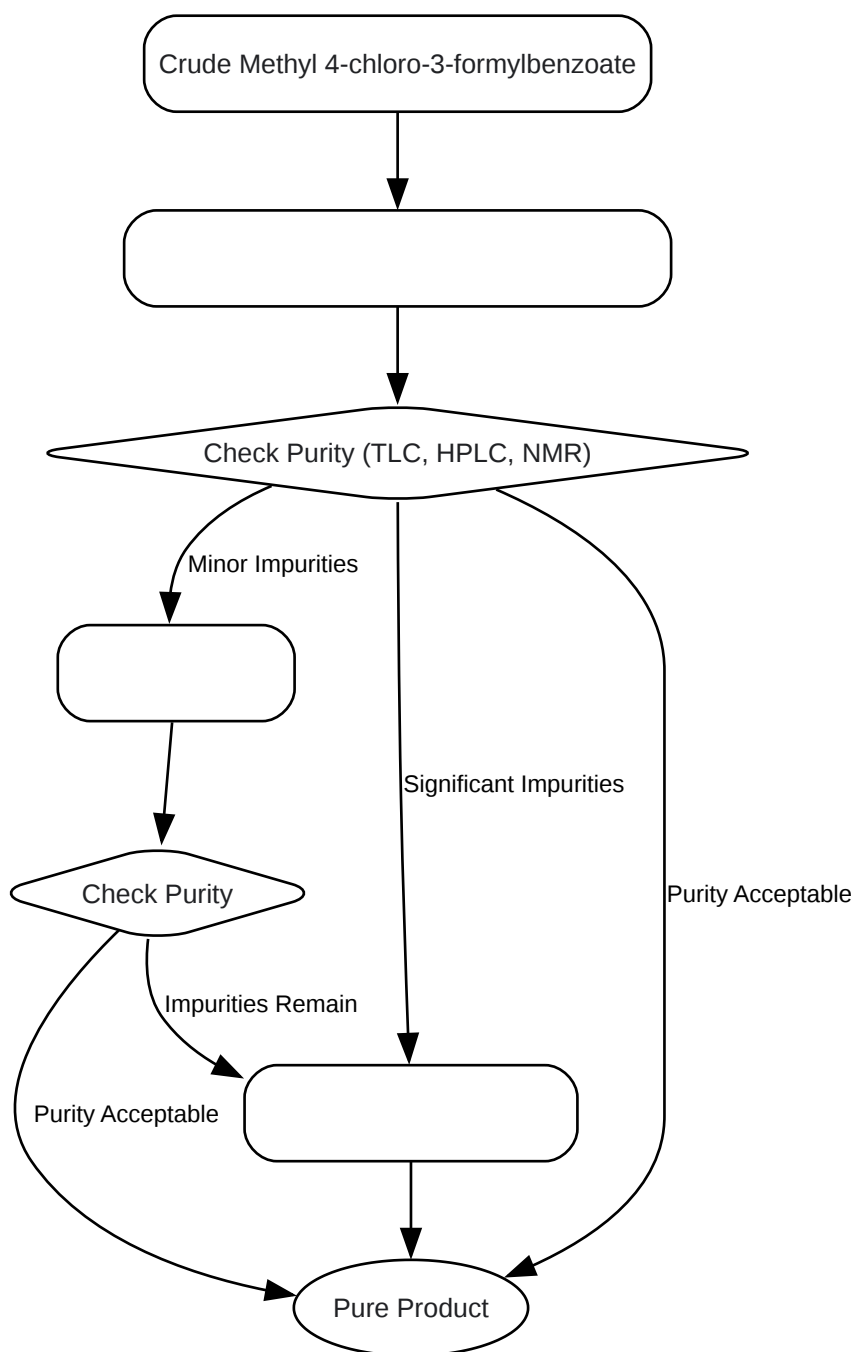 Crude Methyl 4-chloro-3-formylbenzoate
Check Purity (TLC, HPLC, NMR)
Minor Impurities
Significant Impurities
Check Purity
Purity Acceptable
Impurities Remain
Purity Acceptable
Pure Product